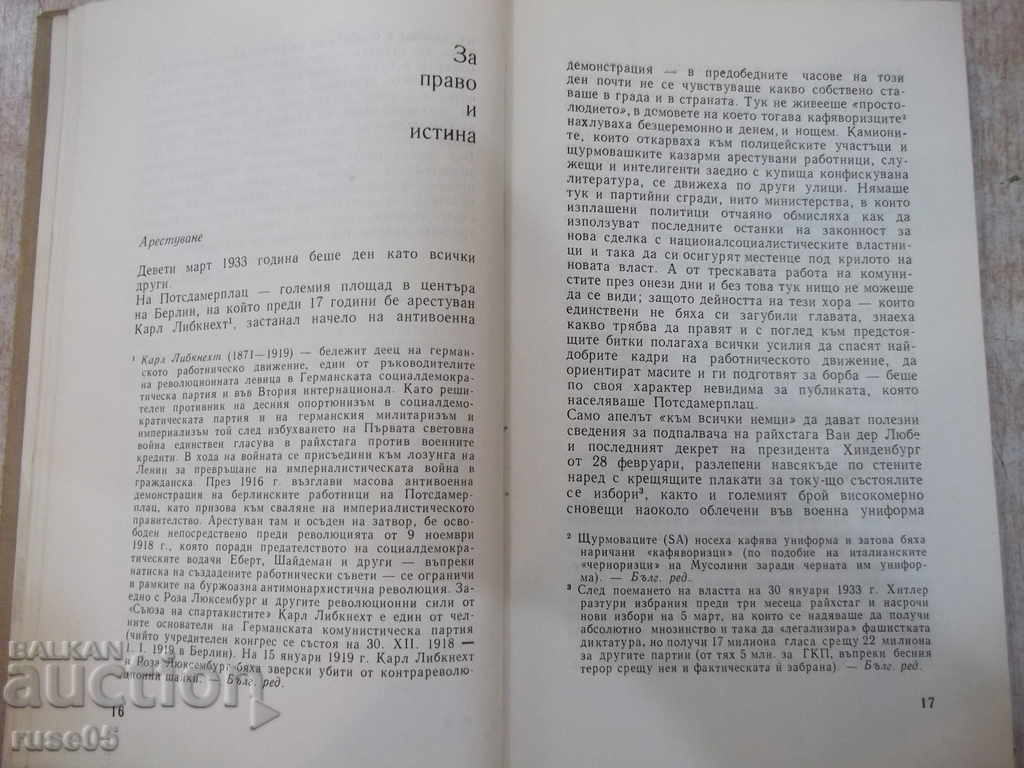 За
право
и
истина
Арестуване
Девети март 1933 година беше ден като всички
други.
На Потсдамерплац — големия площад в центъра
на Берлин, на който преди 17 години бе арестуван
Карл Либкнехт¹, застанал начело на антивоенна
¹ Карл Либкнехт (1871—1919) — бележит деец на герман-
ското работническо движение, един от ръководителите
на революционната левица в Германската социалдемокра-
тическа партия и във Втория интернационал. Като реши-
телен противник на десния опортюнизъм в социалдемо-
кратическата партия и на германския милитаризъм и
империализъм той след избухването на Първата световна
война единствен гласува в райхстага против военните
кредити. В хода на войната се присъедини към лозунга на
Ленин за превръщане на империалистическата война в
гражданска. През 1916 г. възглави масова антивоенна
демонстрация на берлинските работници на Потсдамер-
плац, като призова към сваляне на империалистическото
правителство. Арестуван там и осъден на затвор, бе осво-
боден непосредствено преди революцията от 9 ноември
1918 г., която поради предателството на социалдемокра-
тическите водачи Еберт, Шайдеман и други — въпреки
натиска на създадените работнически съвети — се ограничи
в рамките на буржоазна антимонархистична революция. За-
едно с Роза Люксембург и другите революционни сили от
«Съюза на спартакистите» Карл Либкнехт е един от чел-
ните основатели на Германската комунистическа партия
(чийто учредителен конгрес се състоя на 30. XII. 1918 —
1. I. 1919 в Берлин). На 15 януари 1919 г. Карл Либкнехт
и Роза Люксембург бяха зверски убити от контрареволю-
ционни шайки. — Бълг. ред.
16
демонстрация — в предобедните часове на този
ден почти не се чувствуваше какво собствено ста-
ваше в града и в страната. Тук не живееше «просто-
людието», в домовете на което тогава кафяворизците²
нахлуваха безцеремонно и денем, и нощем. Камиони-
те, които откарваха към полицейските участъци и
щурмовашките казарми арестувани работници, слу-
жещи и интелигенти заедно с купища конфискувана
литература, се движеха по други улици. Нямаше
тук и партийни сгради, нито министерства, в които
изплашени политици отчаяно обмисляха как да
използуват последните останки на законност за
нова сделка с националсоциалистическите властни-
ци и така да си осигурят местенце под крилото на
новата власт. А от трескавата работа на комуни-
стите през онези дни и без това тук нищо не можеше
да се види; защото дейността на тези хора — които
единствени не бяха си загубили главата, знаеха
какво трябва да правят и с поглед към предстоя-
щите битки полагаха всички усилия да спасят най-
добрите кадри на работническото движение, да
ориентират масите и ги подготвят за борба — беше
по своя характер невидима за публиката, която
населяваше Потсдамерплац.
Само апелът «към всички немци» да дават полезни
сведения за подпалвача на райхстага Ван дер Любе
и последният декрет на президента Хинденбург
от 28 февруари, разлепени навсякъде по стените
наред с крещящите плакати за току-що състоялите
се избори³, както и големият брой високомерно
сновещи наоколо облечени във военна униформа
² Щурмоваците (SA) носеха кафява униформа и затова бяха
наричани «кафяворизци» (по подобие на италианските
«черноризци» на Мусолини заради черната им унифор-
ма). — Бълг. ред.
³ След поемането на властта на 30 януари 1933 г. Хитлер
разтури избрания преди три месеца райхстаг и насрочи
нови избори на 5 март, на които се надяваше да получи
абсолютно мнозинство и така да «легализира» фашистката
диктатура, но получи 17 милиона гласа срещу 22 милиона
за другите партии (от тях 5 млн. за ГКП, въпреки бесния
терор срещу нея и фактическата ѝ забрана). — Бълг. ред.
17
BALKAN
auction
ruse05